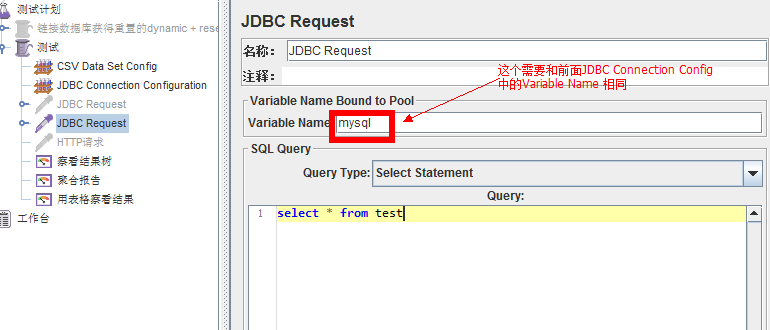 测试计划
链接数据库获得重置的dynamic + rese
测试
CSV Data Set Config
JDBC Connection Configuration
JDBC Request
JDBC Request
HTTP请求
察看结果树
聚合报告
用表格察看结果
工作台
JDBC Request
名称: JDBC Request
注释:
这个需要和前面JDBC Connection Config
中的Variable Name 相同
Variable Name Bound to Pool
Variable Name mysql
SQL Query
Query Type: Select Statement
Query:
1 select * from test